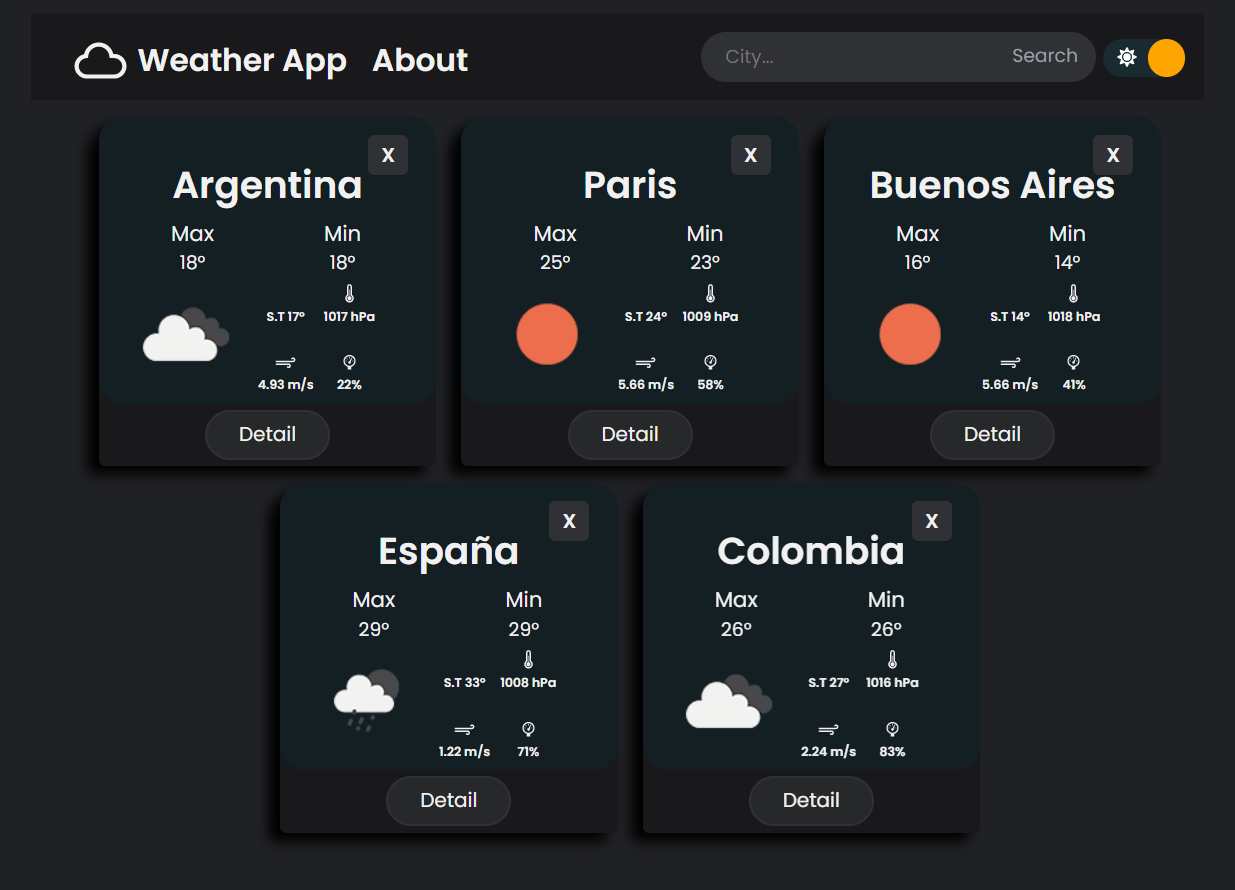 Weather App About City... Search
X
Argentina
Max Min
18º 18º
S.T 17º 1017 hPa
4.93 m/s 22%
Detail
X
Paris
Max Min
25º 23º
S.T 24º 1009 hPa
5.66 m/s 58%
Detail
X
Buenos Aires
Max Min
16º 14º
S.T 14º 1018 hPa
5.66 m/s 41%
Detail
X
España
Max Min
29º 29º
S.T 33º 1008 hPa
1.22 m/s 71%
Detail
X
Colombia
Max Min
26º 26º
S.T 27º 1016 hPa
2.24 m/s 83%
Detail